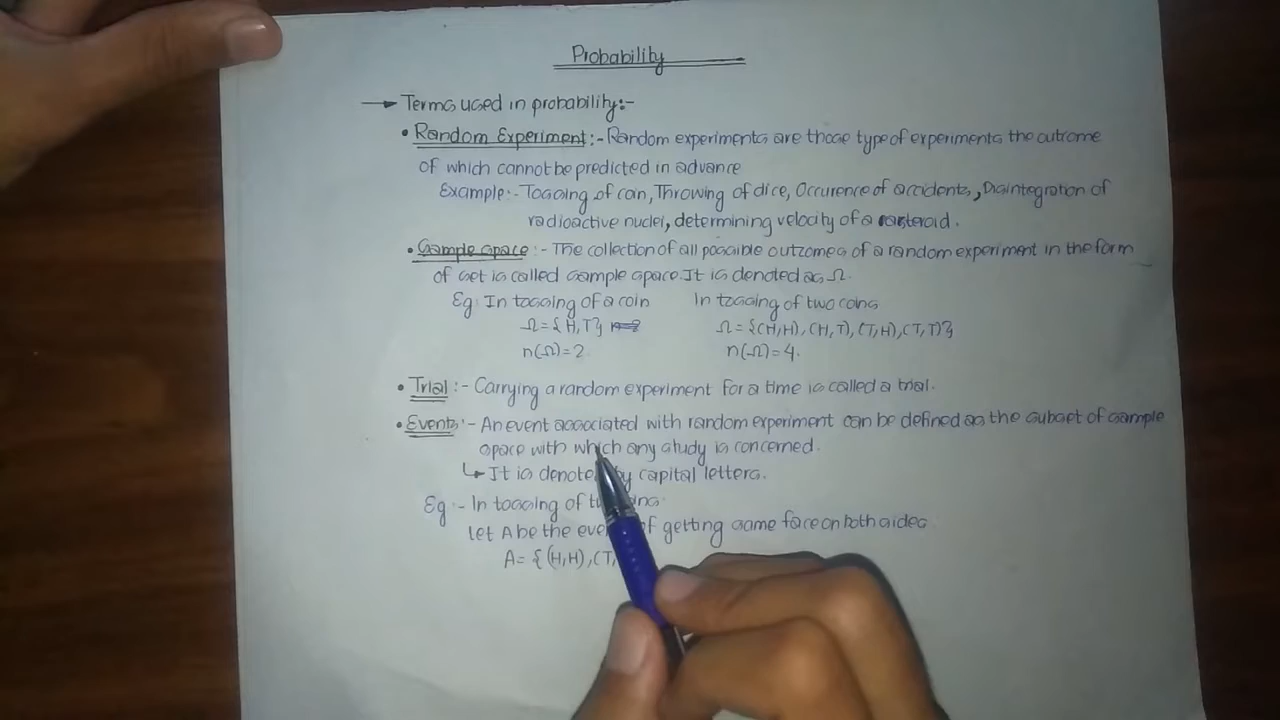 Probability
→ Terms used in probability:-
• Random Experiment:- Random experiments are those type of experiments the outcome
of which cannot be predicted in advance
Example:- Tossing of coin, Throwing of dice, Occurence of accidents, Disintegration of
radioactive nuclei, determining velocity of a asteroid.
• Sample space:- The collection of all possible outcomes of a random experiment in the form
of set is called sample space. It is denoted as Ω.
Eg: In tossing of a coin In tossing of two coins
Ω = {H,T} Ω = {(H,H), (H,T), (T,H), (T,T)}
n(Ω)=2 n(Ω)=4.
• Trial:- Carrying a random experiment for a time is called a trial.
• Events:- An event associated with random experiment can be defined as the subset of sample
space with which any study is concerned.
↳ It is denote by capital letters.
Eg:- In tossing of
Let A be the of getting same face on both sides
A = {(H,H), (T,